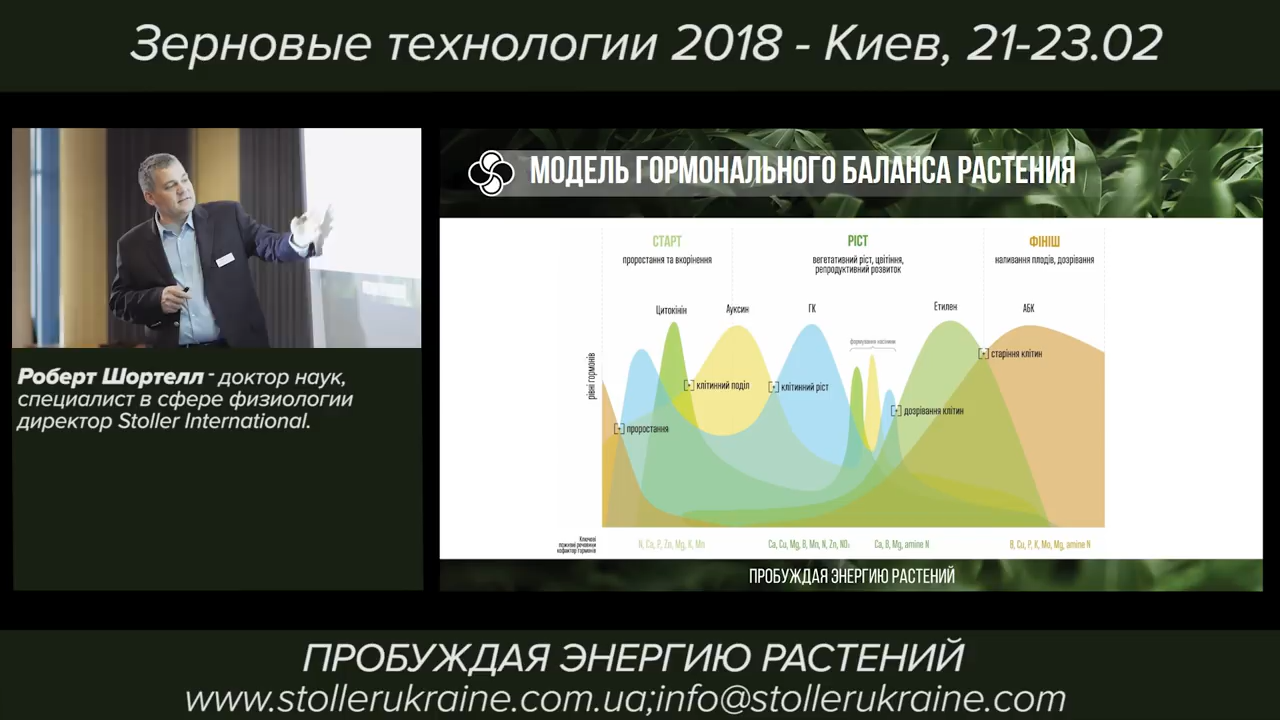 Зерновые технологии 2018 - Киев, 21-23.02
МОДЕЛЬ ГОРМОНАЛЬНОГО БАЛАНСА РАСТЕНИЯ
СТАРТ
проростання та вкорінення
РІСТ
вегетативний ріст, цвітіння,
репродуктивний розвиток
ФІНІШ
наливання плодів, дозрівання
Цитокінін
Ауксин
ГК
Етилен
АБК
формування насінини
рівні гормонів
[+] проростання
[+] клітинний поділ
[+] клітинний ріст
[+] дозрівання клітин
[+] старіння клітин
Ключові
поживні речовини
кофактор гормонів
N, Ca, P, Zn, Mg, K, Mn
Ca, Cu, Mg, B, Mn, N, Zn, NO₃
Ca, B, Mg, amine N
B, Cu, P, K, Mo, Mg, amine N
ПРОБУЖДАЯ ЭНЕРГИЮ РАСТЕНИЙ
Роберт Шортелл - доктор наук,
специалист в сфере физиологии
директор Stoller International.
ПРОБУЖДАЯ ЭНЕРГИЮ РАСТЕНИЙ
www.stollerukraine.com.ua;info@stollerukraine.com